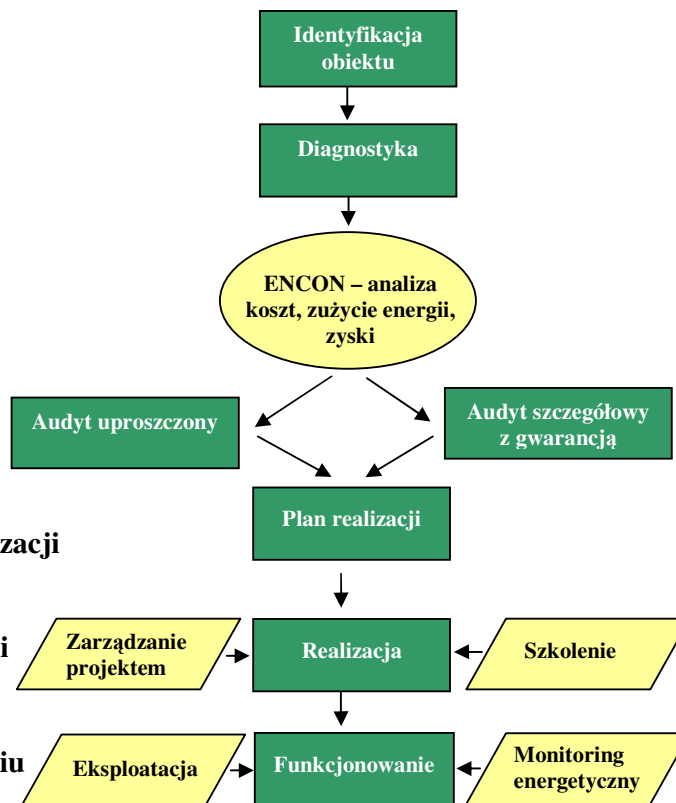 Identyfikacja
obiektu
Diagnostyka
ENCON – analiza
koszt, zużycie energii,
zyski
Audyt uproszczony
Audyt szczegółowy
z gwarancją
Plan realizacji
zacji
i
Zarządzanie
projektem
Realizacja
Szkolenie
iu
Eksploatacja
Funkcjonowanie
Monitoring
energetyczny